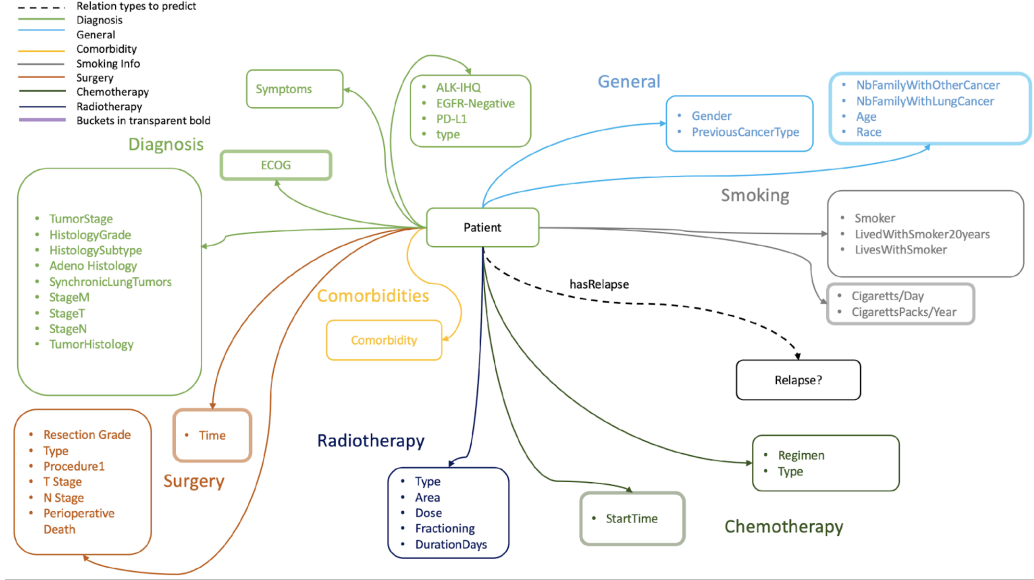 Relation types to predict
Diagnosis
General
Comorbidity
Smoking Info
Surgery
Chemotherapy
Radiotherapy
Buckets in transparent bold
Diagnosis
Symptoms
• ALK-IHQ
• EGFR-Negative
• PD-L1
• type
General
• Gender
• PreviousCancerType
• NbFamilyWithOtherCancer
• NbFamilyWithLungCancer
• Age
• Race
ECOG
• TumorStage
• HistologyGrade
• HistologySubtype
• Adeno Histology
• SynchronicLungTumors
• StageM
• StageT
• StageN
• TumorHistology
Patient
Smoking
• Smoker
• LivedWithSmoker20years
• LivesWithSmoker
• Cigaretts/Day
• CigarettsPacks/Year
hasRelapse
Relapse?
Comorbidities
Comorbidity
• Resection Grade
• Type
• Procedure1
• T Stage
• N Stage
• Perioperative
Death
• Time
Surgery
Radiotherapy
• Type
• Area
• Dose
• Fractioning
• DurationDays
• StartTime
• Regimen
• Type
Chemotherapy